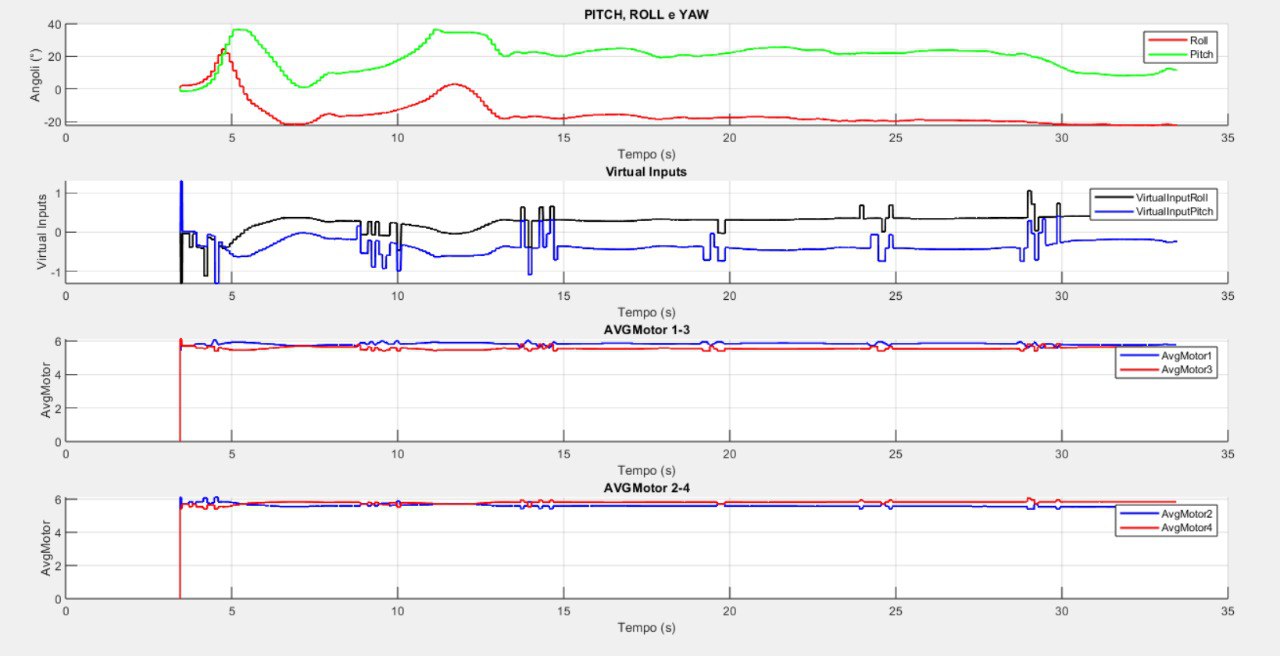 PITCH, ROLL e YAW
40
20
0
-20
Angoli (°)
Roll
Pitch
0 5 10 15 20 25 30 35
Tempo (s)
Virtual Inputs
1
0
-1
Virtual Inputs
VirtualInputRoll
VirtualInputPitch
0 5 10 15 20 25 30 35
Tempo (s)
AVGMotor 1-3
6
4
2
0
AvgMotor
AvgMotor1
AvgMotor3
0 5 10 15 20 25 30 35
Tempo (s)
AVGMotor 2-4
6
4
2
0
AvgMotor
AvgMotor2
AvgMotor4
0 5 10 15 20 25 30 35
Tempo (s)